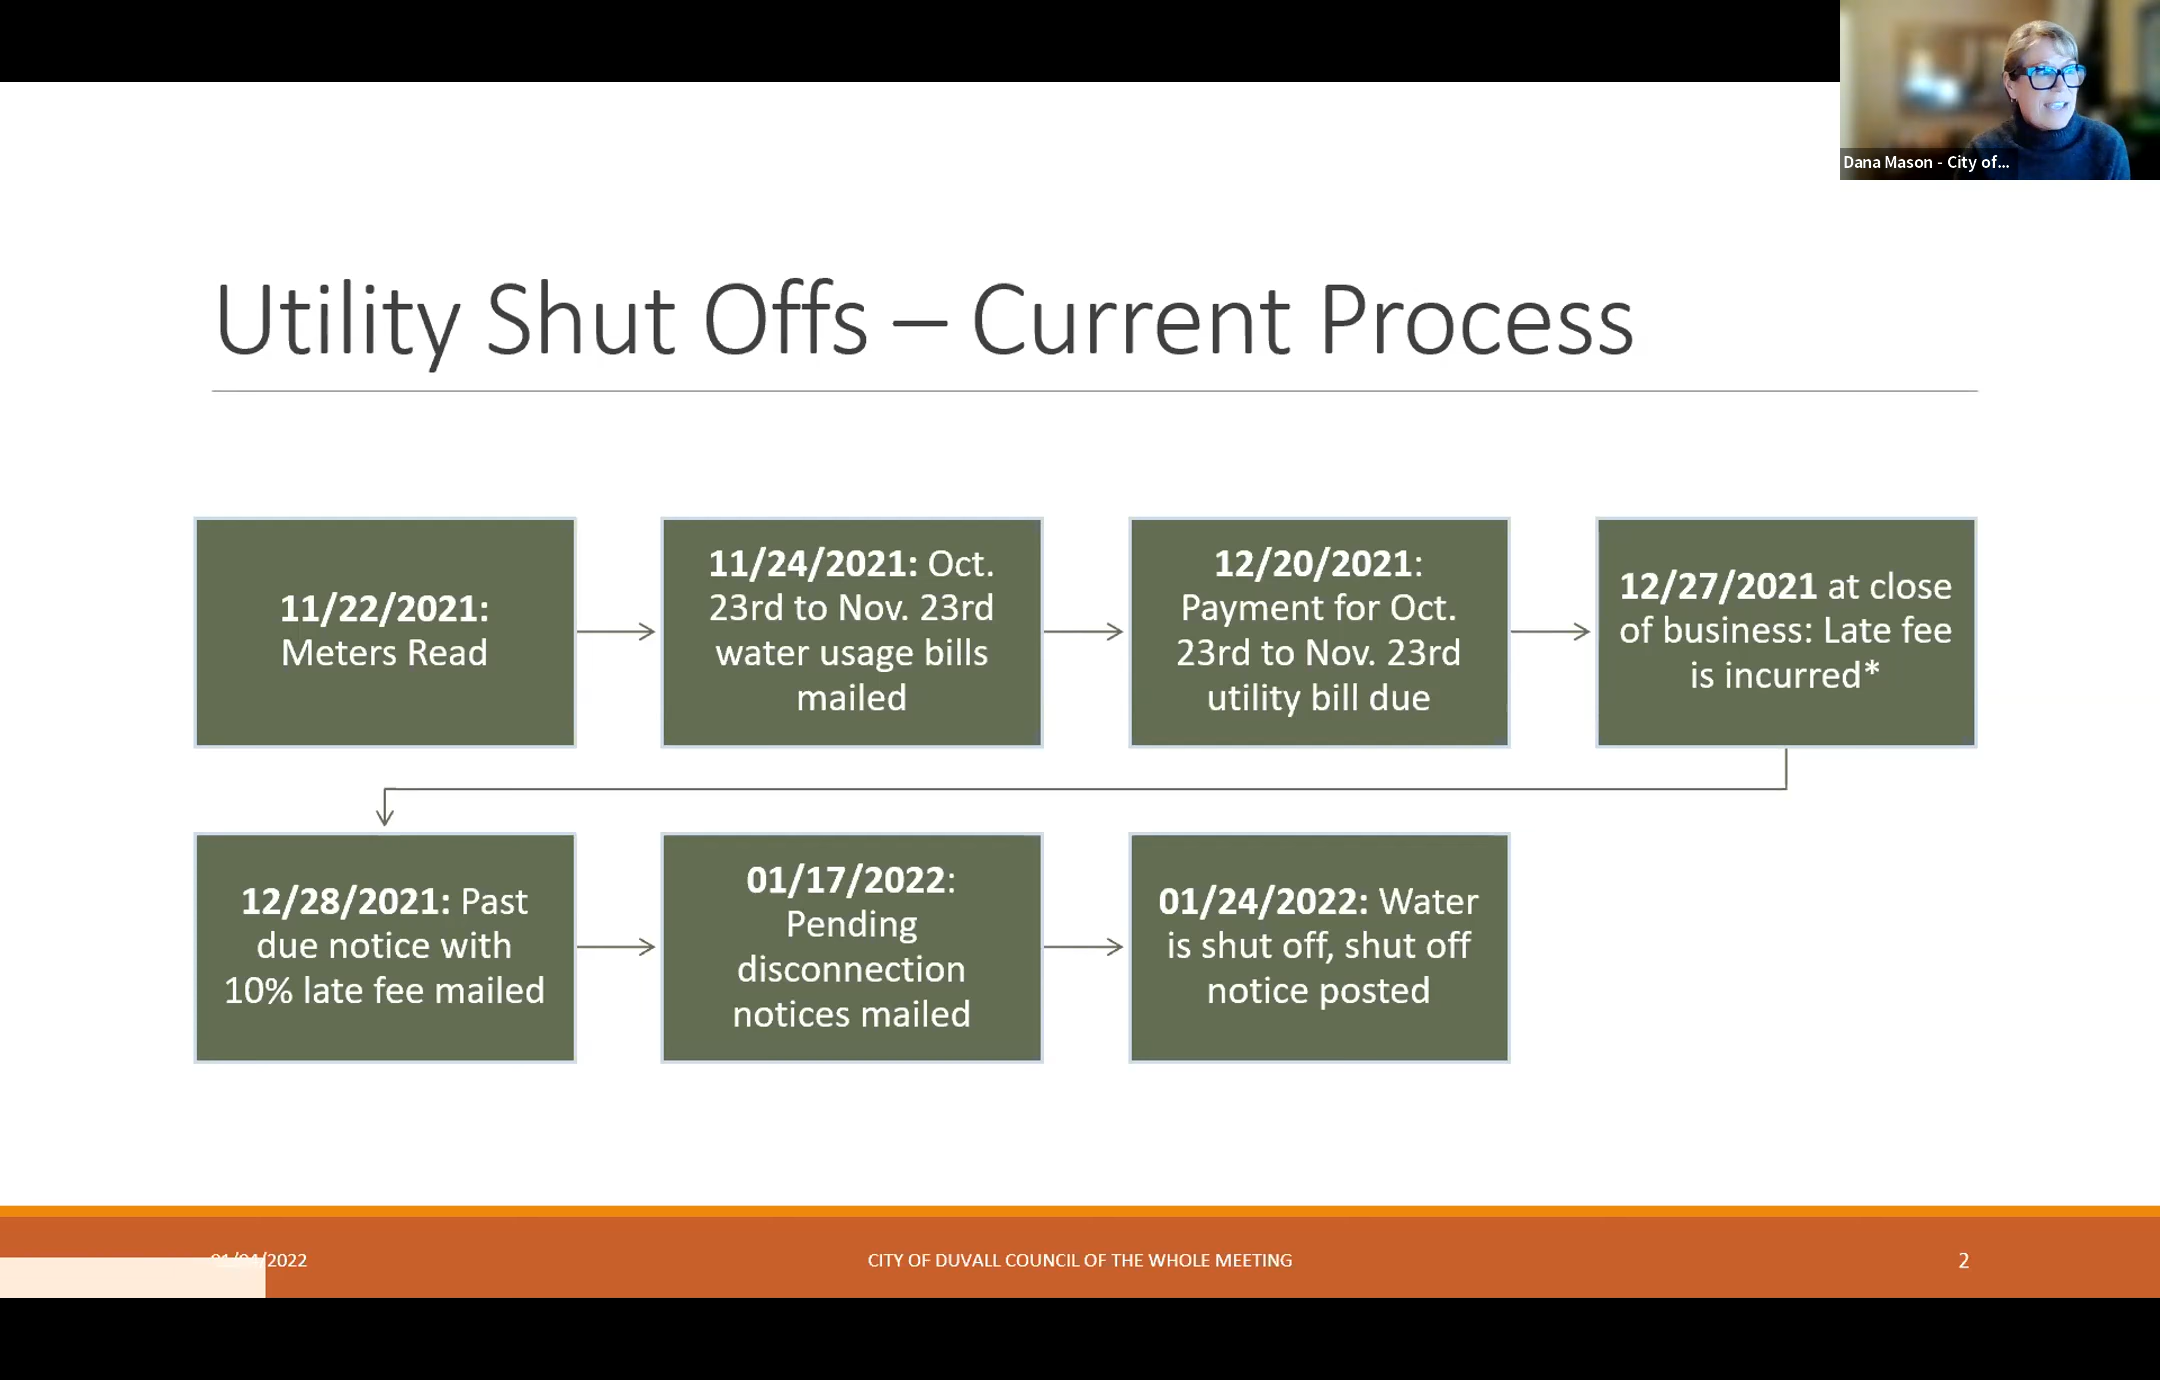 Dana Mason - City of...
Utility Shut Offs – Current Process
11/22/2021:
Meters Read
11/24/2021: Oct.
23rd to Nov. 23rd
water usage bills
mailed
12/20/2021:
Payment for Oct.
23rd to Nov. 23rd
utility bill due
12/27/2021 at close
of business: Late fee
is incurred*
12/28/2021: Past
due notice with
10% late fee mailed
01/17/2022:
Pending
disconnection
notices mailed
01/24/2022: Water
is shut off, shut off
notice posted
01/04/2022
CITY OF DUVALL COUNCIL OF THE WHOLE MEETING
2